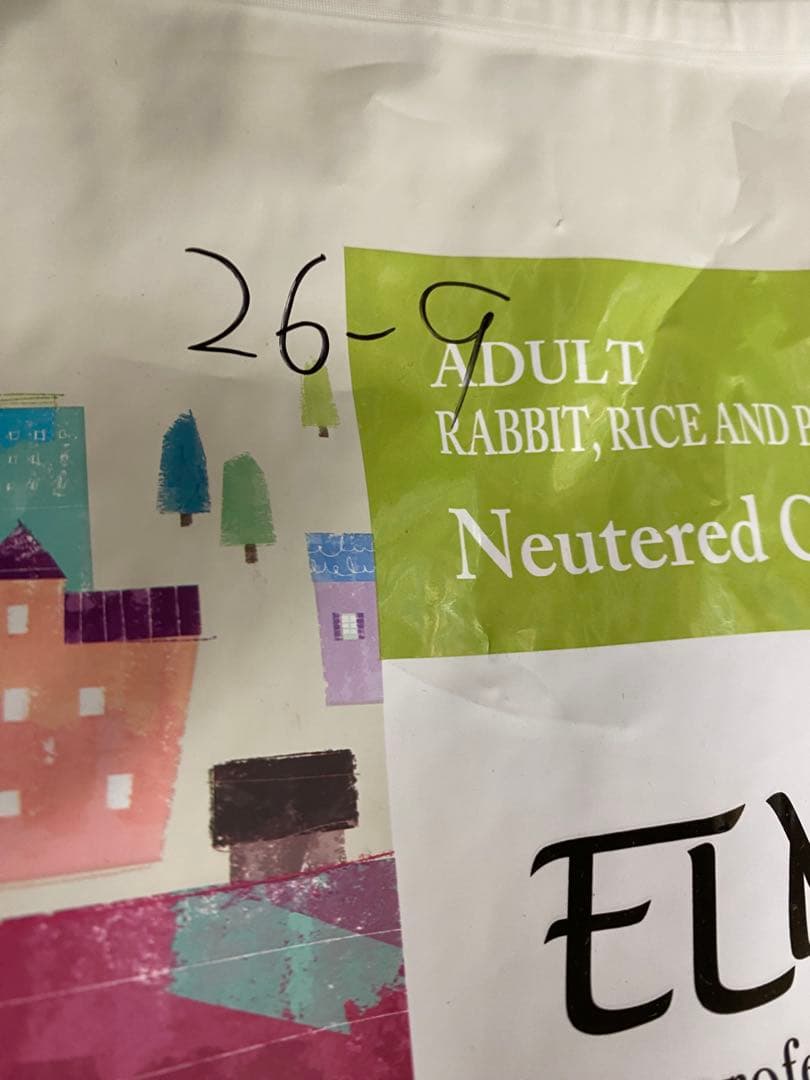 26-9
ADULT
RABBIT, RICE AND
Neutered